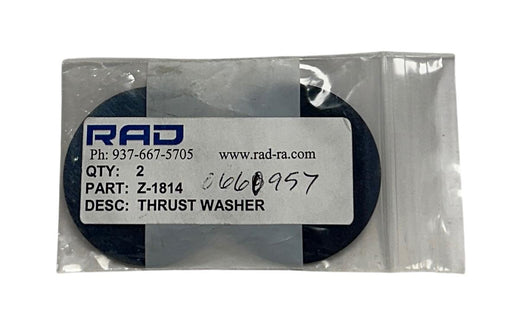 RAD
Ph: 937-667-5705 www.rad-ra.com
QTY: 2
PART: Z-1814 0660957
DESC: THRUST WASHER